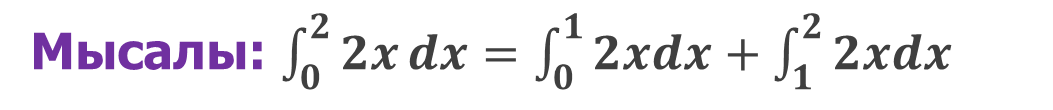 Мысалы: ∫₀² 2x dx = ∫₀¹ 2xdx + ∫₁² 2xdx